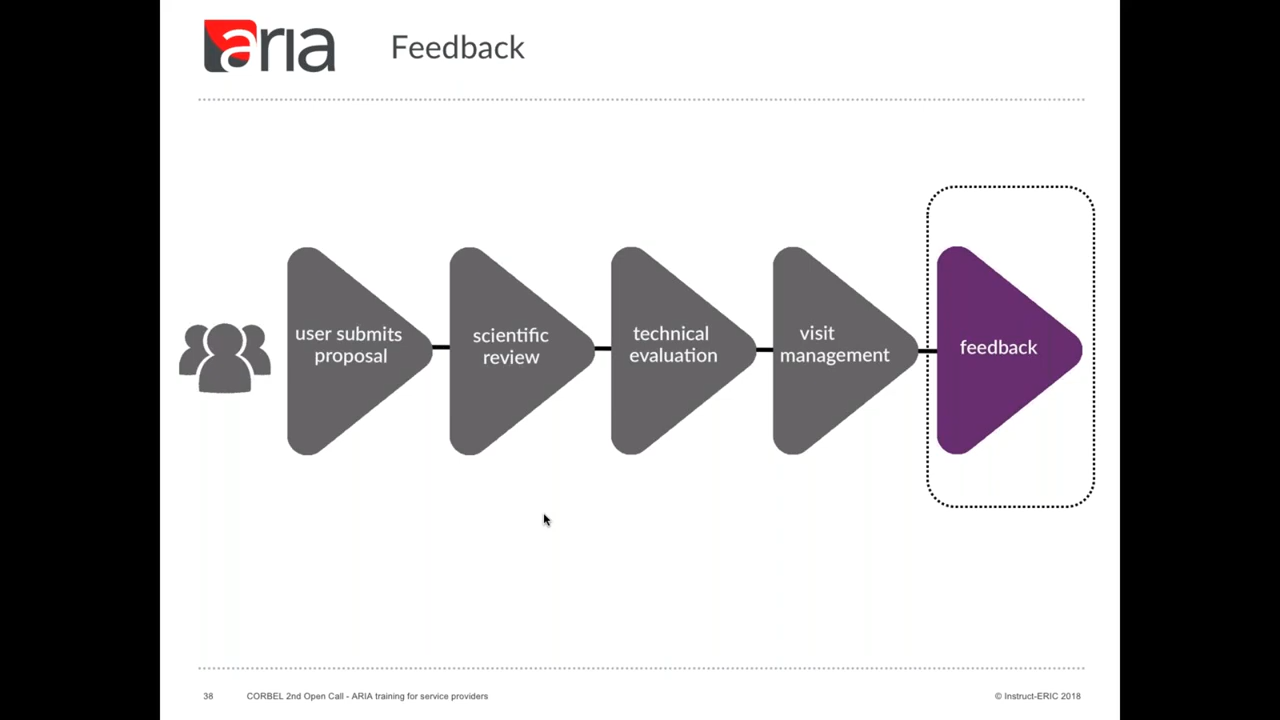 aria
Feedback
user submits
proposal
scientific
review
technical
evaluation
visit
management
feedback
38
CORBEL 2nd Open Call - ARIA training for service providers
© Instruct-ERIC 2018